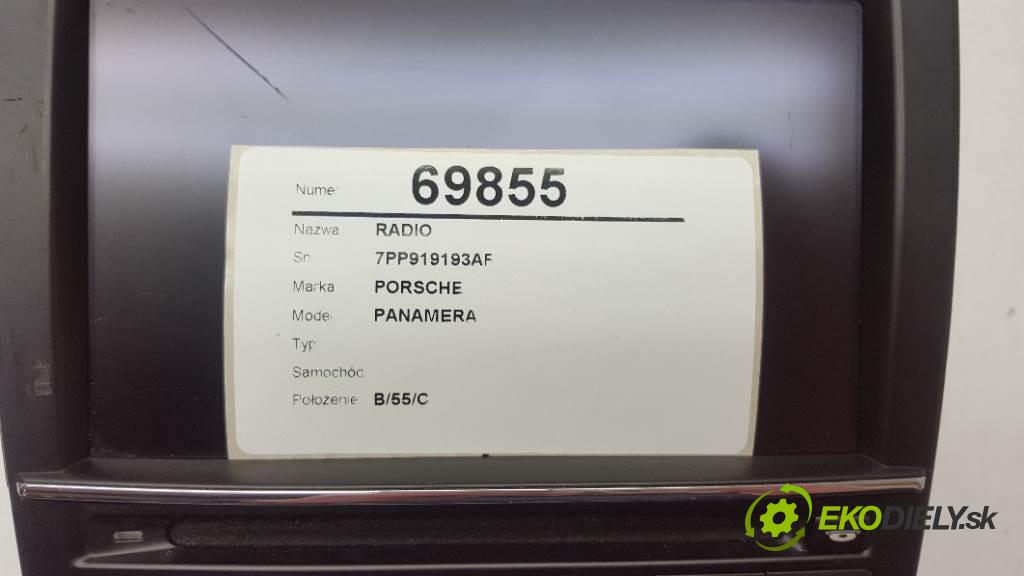 Numer 69855
Nazwa RADIO
Sn 7PP919193AF
Marka PORSCHE
Model PANAMERA
Typ
Samochód
Położenie B/55/C
EKODIELY.sk